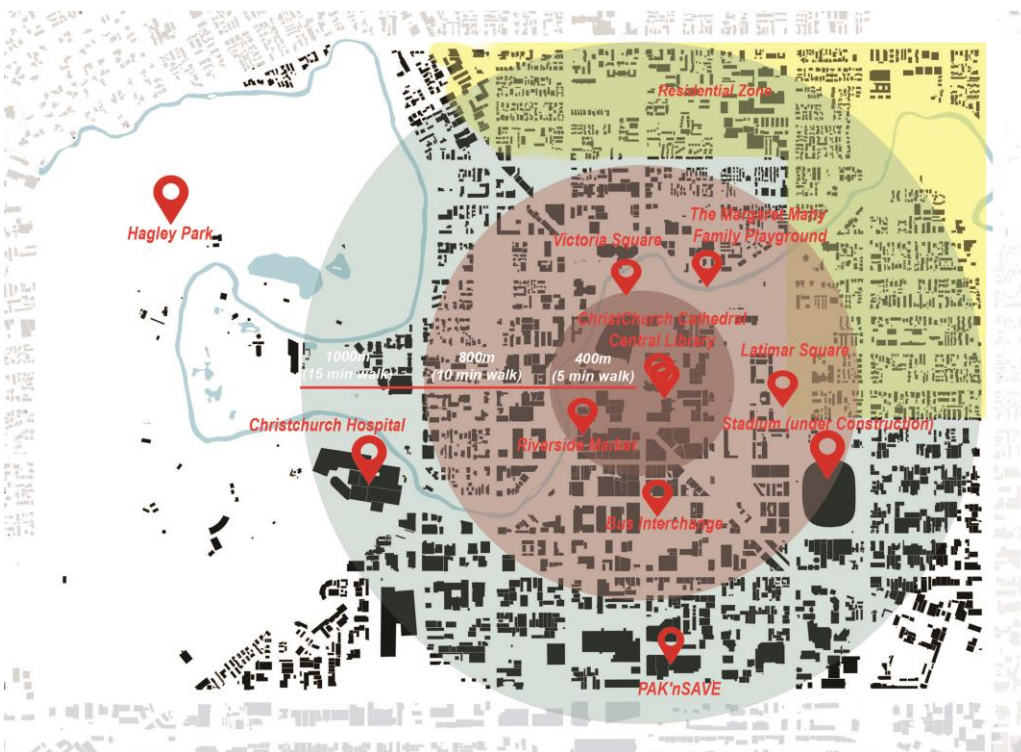 Residential Zone
Hagley Park
The Margaret Mahy
Family Playground
Victoria Square
ChristChurch Cathedral
Central Library
1000m
(15 min walk)
800m
(10 min walk)
400m
(5 min walk)
Latimar Square
Christchurch Hospital
Riverside Market
Stadium (under Construction)
Bus Interchange
PAK'nSAVE